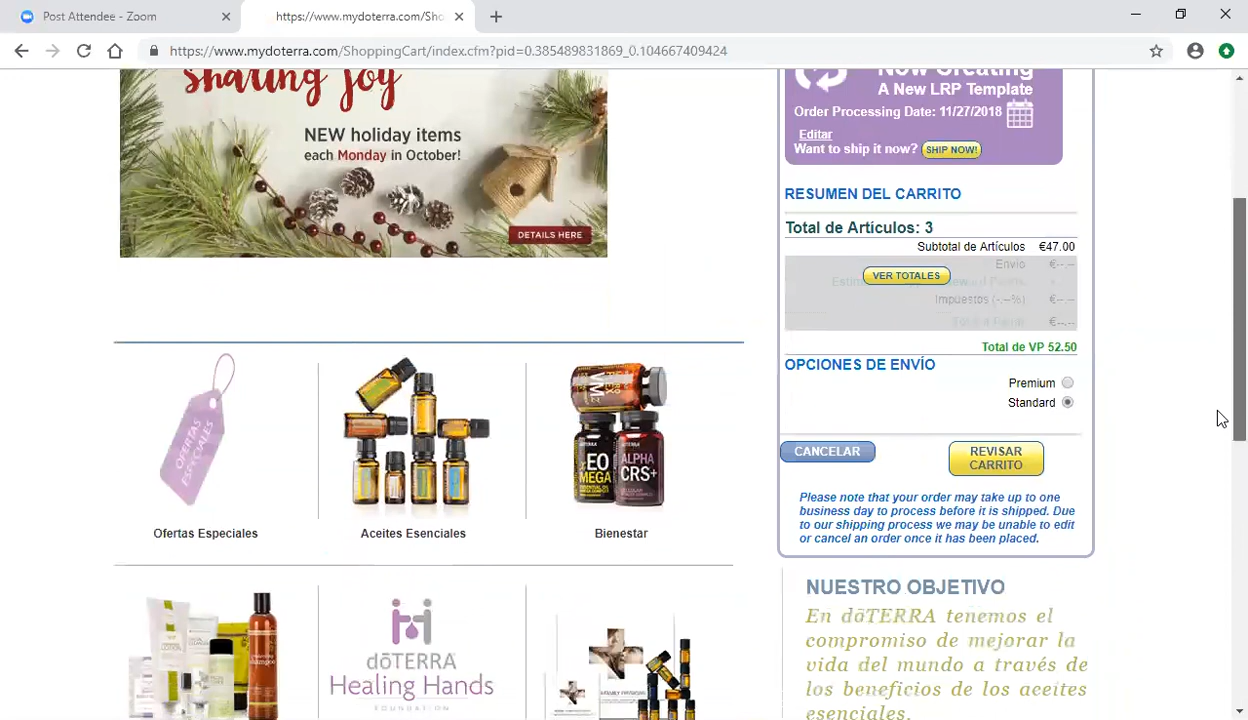 Post Attendee - Zoom
https://www.mydoterra.com/Sho
https://www.mydoterra.com/ShoppingCart/index.cfm?pid=0.385489831869_0.104667409424
sharing joy
NEW holiday items
each Monday in October!
DETAILS HERE
Now Creating
A New LRP Template
Order Processing Date: 11/27/2018
Editar
Want to ship it now? SHIP NOW!
RESUMEN DEL CARRITO
Total de Artículos: 3
Subtotal de Artículos €47.00
Envío €--.--
VER TOTALES
Impuestos (-.--%) €--.--
€--.--
Total de VP 52.50
OPCIONES DE ENVÍO
Premium
Standard
CANCELAR
REVISAR
CARRITO
Please note that your order may take up to one
business day to process before it is shipped. Due
to our shipping process we may be unable to edit
or cancel an order once it has been placed.
OFERTAS
ESPECIALES
VMz
EO
MEGA
ALPHA
CRS+
Ofertas Especiales
Aceites Esenciales
Bienestar
dōTERRA
Healing Hands
FOUNDATION
NUESTRO OBJETIVO
En dōTERRA tenemos el
compromiso de mejorar la
vida del mundo a través de
los beneficios de los aceites
esenciales.